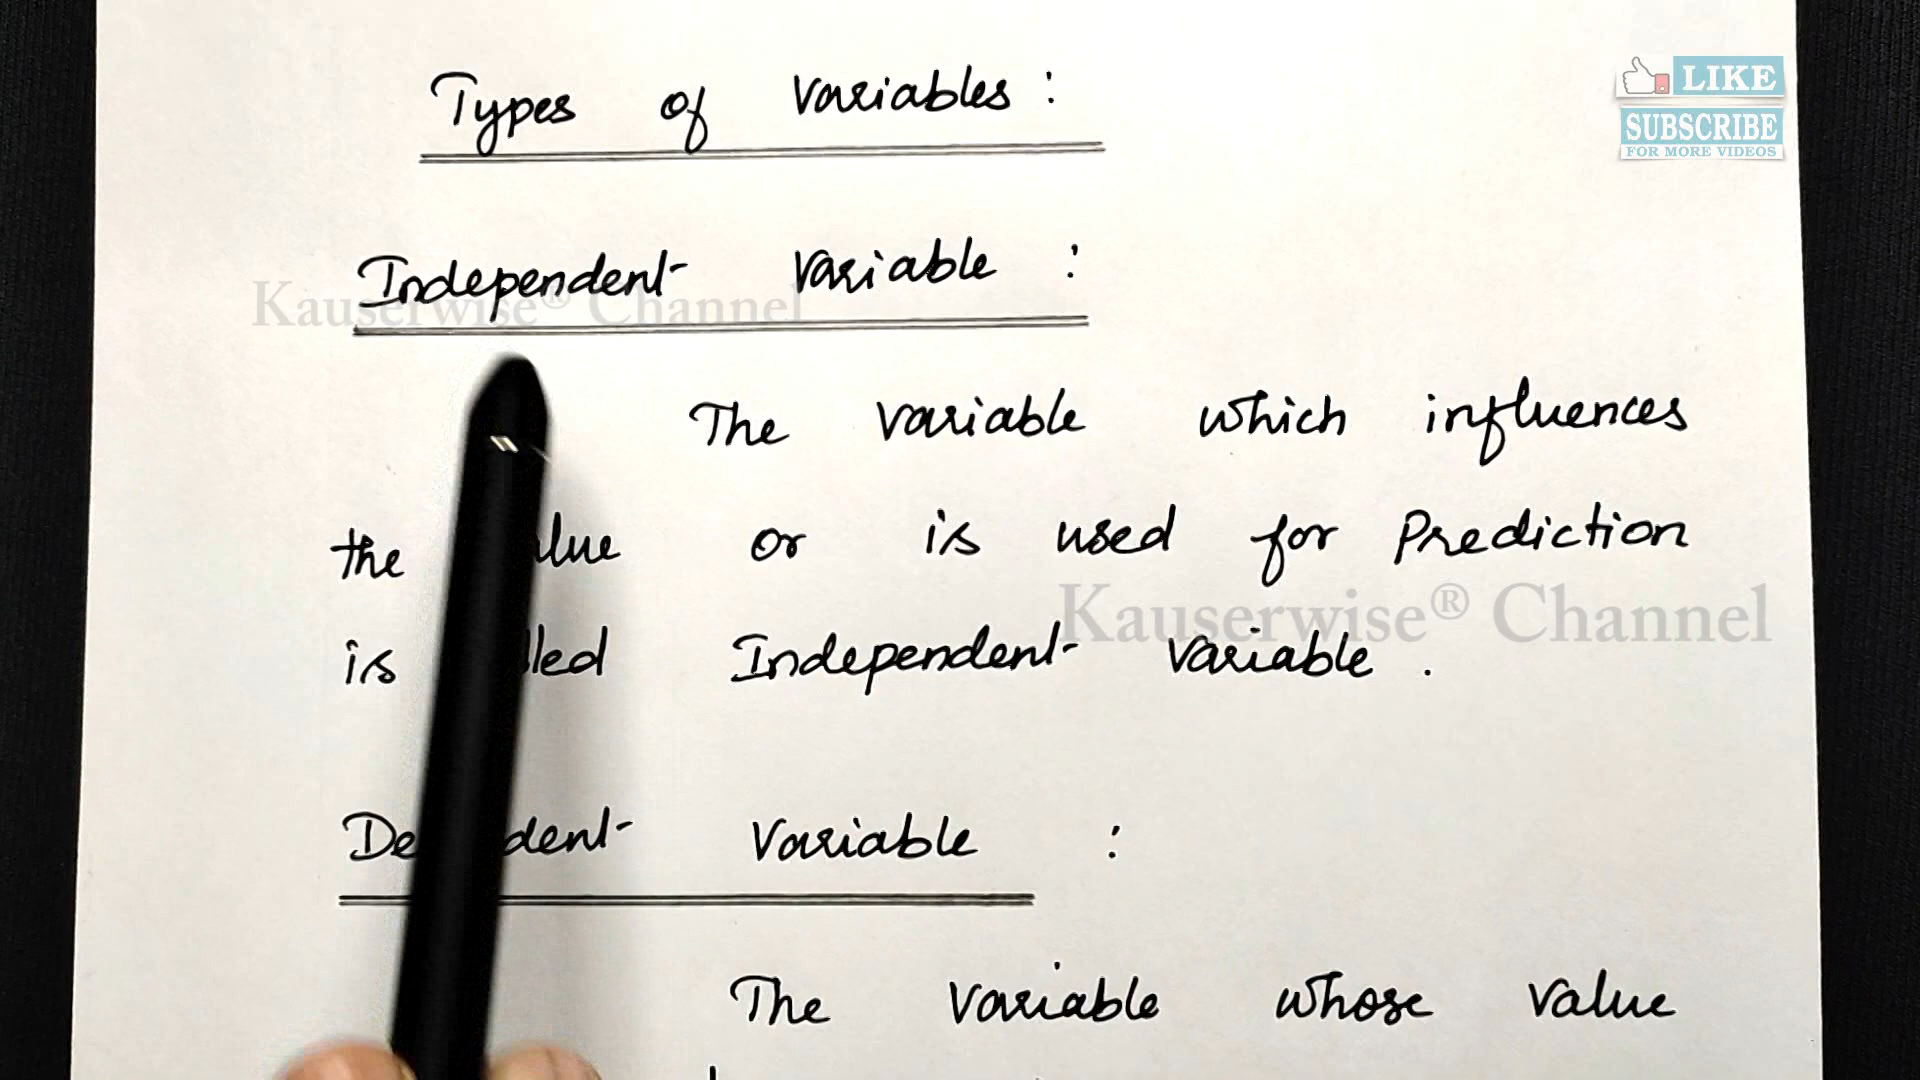 Types of Variables :
LIKE
SUBSCRIBE
FOR MORE VIDEOS
Independent Variable :
Kauserwise® Channel
The Variable which influences
the or is used for Prediction
Kauserwise® Channel
is Independent Variable .
Variable :
The Variable whose Value